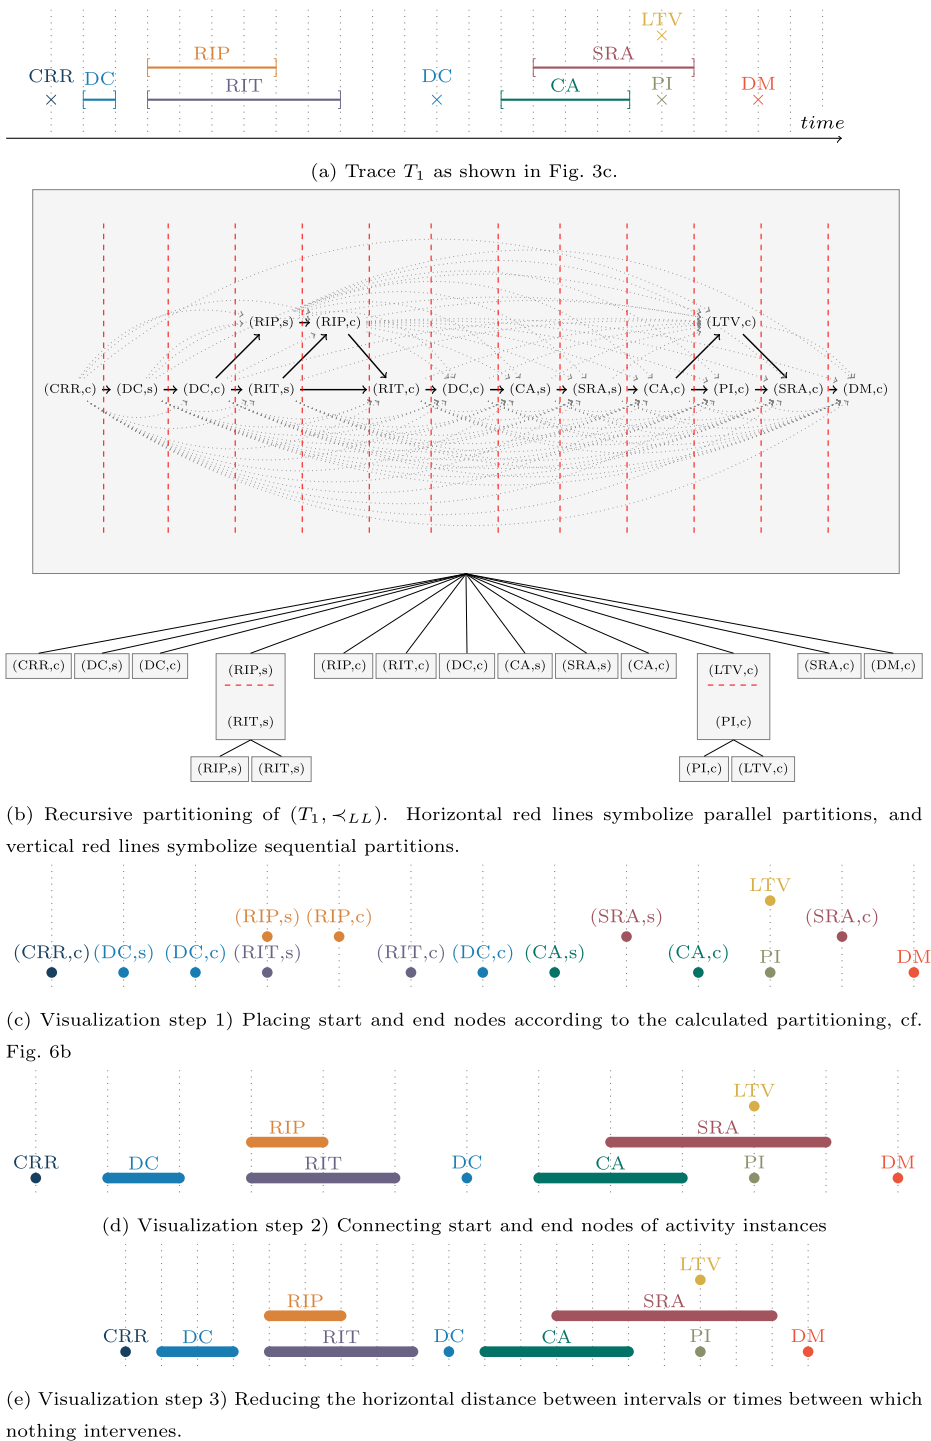 LTV
RIP SRA
CRR DC RIT DC CA PI DM
time
(a) Trace T₁ as shown in Fig. 3c.
(RIP,s) (RIP,c) (LTV,c)
(CRR,c) (DC,s) (DC,c) (RIT,s) (RIT,c) (DC,c) (CA,s) (SRA,s) (CA,c) (PI,c) (SRA,c) (DM,c)
(CRR,c) (DC,s) (DC,c) (RIP,s) (RIP,c) (RIT,c) (DC,c) (CA,s) (SRA,s) (CA,c) (LTV,c) (SRA,c) (DM,c)
(RIT,s) (PI,c)
(RIP,s) (RIT,s) (PI,c) (LTV,c)
(b) Recursive partitioning of (T₁, ≺LL). Horizontal red lines symbolize parallel partitions, and
vertical red lines symbolize sequential partitions.
LTV
(RIP,s) (RIP,c) (SRA,s) (SRA,c)
(CRR,c) (DC,s) (DC,c) (RIT,s) (RIT,c) (DC,c) (CA,s) (CA,c) PI DM
(c) Visualization step 1) Placing start and end nodes according to the calculated partitioning, cf.
Fig. 6b
LTV
RIP SRA
CRR DC RIT DC CA PI DM
(d) Visualization step 2) Connecting start and end nodes of activity instances
LTV
RIP SRA
CRR DC RIT DC CA PI DM
(e) Visualization step 3) Reducing the horizontal distance between intervals or times between which
nothing intervenes.